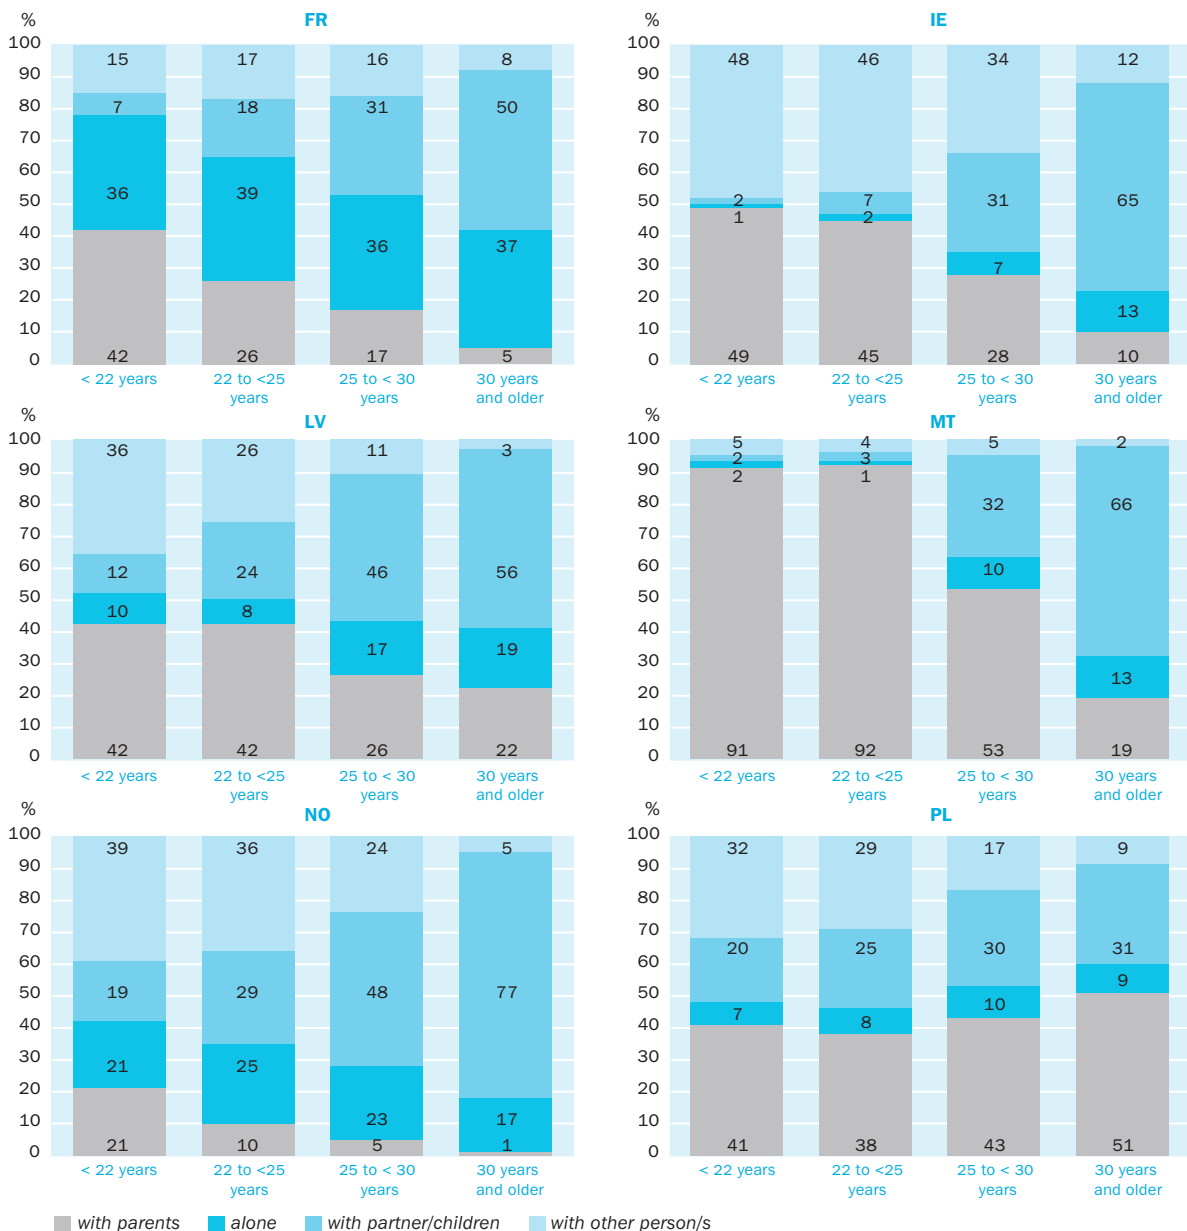 % FR
100
90
80
70
60
50
40
30
20
10
0
15 17 16 8
7 18 31 50
36 39 36 37
42 26 17 5
< 22 years 22 to <25 25 to < 30 30 years
years years and older
% IE
100
90
80
70
60
50
40
30
20
10
0
48 46 34 12
2 7 31 65
1 2 7 13
49 45 28 10
< 22 years 22 to <25 25 to < 30 30 years
years years and older
% LV
100
90
80
70
60
50
40
30
20
10
0
36 26 11 3
12 24 46 56
10 8 17 19
42 42 26 22
< 22 years 22 to <25 25 to < 30 30 years
years years and older
% MT
100
90
80
70
60
50
40
30
20
10
0
5 4 5 2
2 3 32 66
2 1 10 13
91 92 53 19
< 22 years 22 to <25 25 to < 30 30 years
years years and older
% NO
100
90
80
70
60
50
40
30
20
10
0
39 36 24 5
19 29 48 77
21 25 23 17
21 10 5 1
< 22 years 22 to <25 25 to < 30 30 years
years years and older
% PL
100
90
80
70
60
50
40
30
20
10
0
32 29 17 9
20 25 30 31
7 8 10 9
41 38 43 51
< 22 years 22 to <25 25 to < 30 30 years
years years and older
with parents alone with partner/children with other person/s